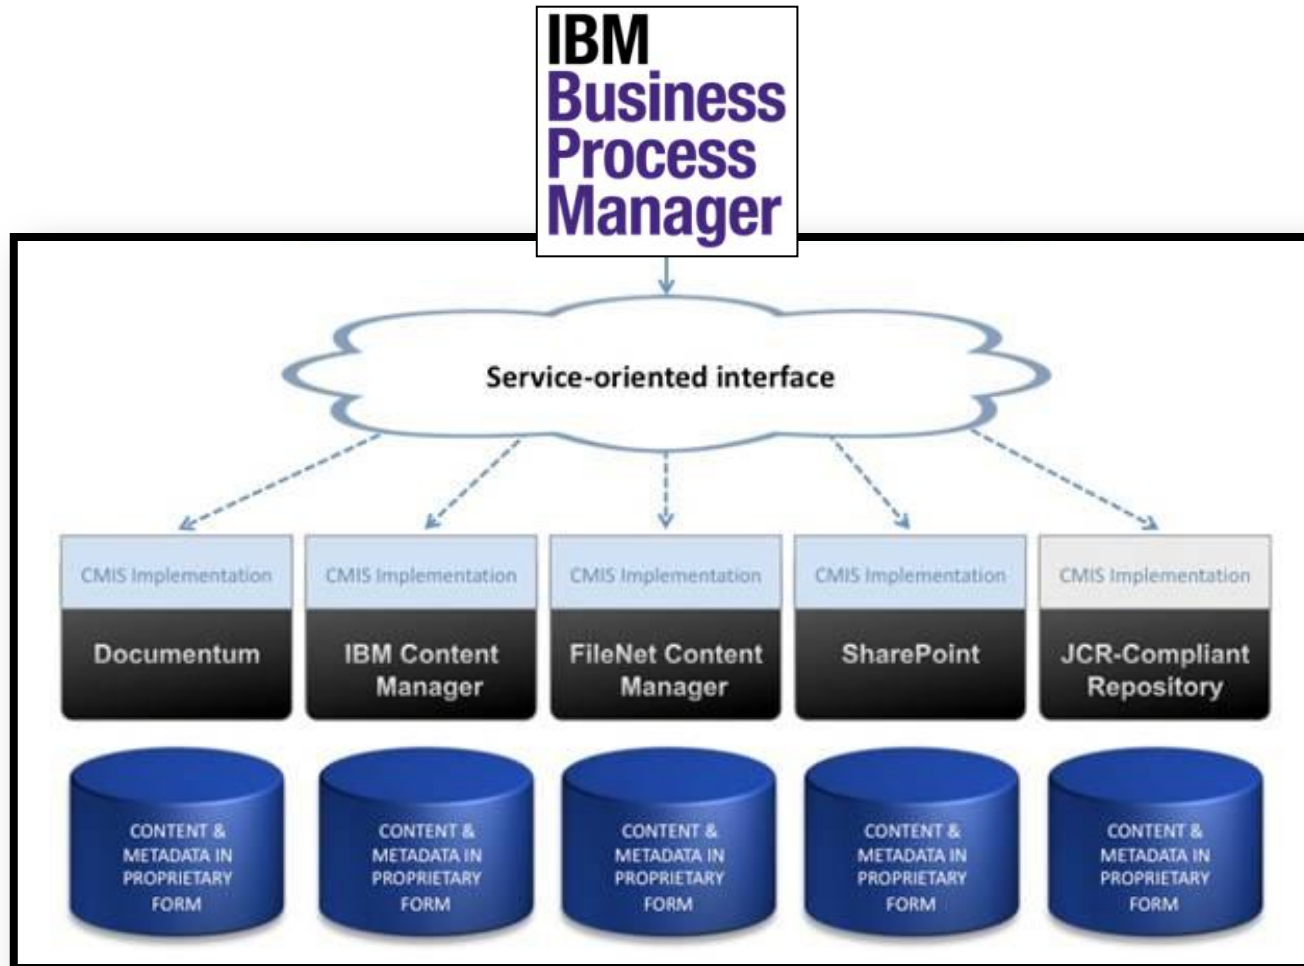 IBM
Business
Process
Manager
Service-oriented interface
CMIS Implementation
Documentum
CMIS Implementation
IBM Content
Manager
CMIS Implementation
FileNet Content
Manager
CMIS Implementation
SharePoint
CMIS Implementation
JCR-Compliant
Repository
CONTENT &
METADATA IN
PROPRIETARY
FORM
CONTENT &
METADATA IN
PROPRIETARY
FORM
CONTENT &
METADATA IN
PROPRIETARY
FORM
CONTENT &
METADATA IN
PROPRIETARY
FORM
CONTENT &
METADATA IN
PROPRIETARY
FORM